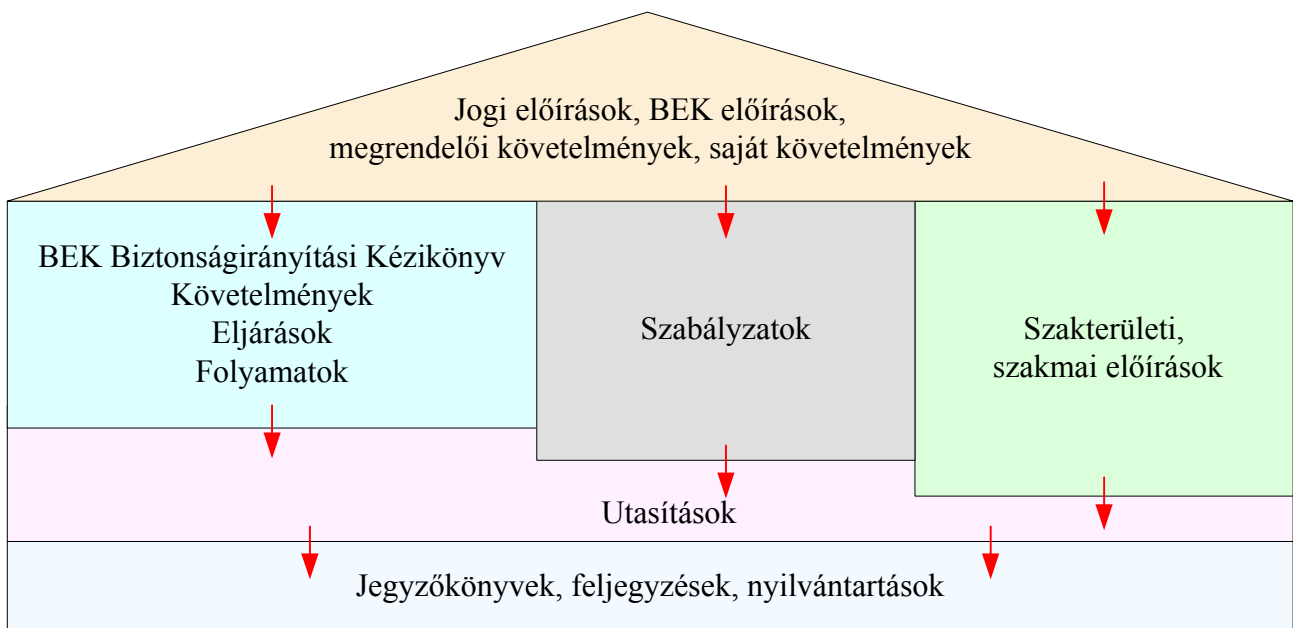 Jogi előírások, BEK előírások,
megrendelői követelmények, saját követelmények
BEK Biztonságirányítási Kézikönyv
Követelmények
Eljárások
Folyamatok
Szabályzatok
Szakterületi,
szakmai előírások
Utasítások
Jegyzőkönyvek, feljegyzések, nyilvántartások